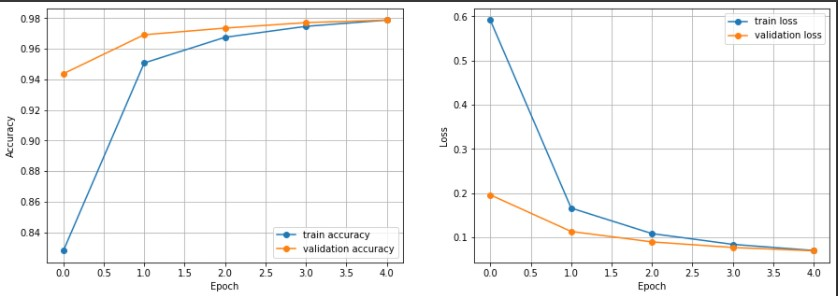 0.98
0.96
0.94
0.92
0.90
0.88
0.86
0.84
Accuracy
0.0 0.5 1.0 1.5 2.0 2.5 3.0 3.5 4.0
Epoch
train accuracy
validation accuracy
0.6
0.5
0.4
0.3
0.2
0.1
Loss
0.0 0.5 1.0 1.5 2.0 2.5 3.0 3.5 4.0
Epoch
train loss
validation loss